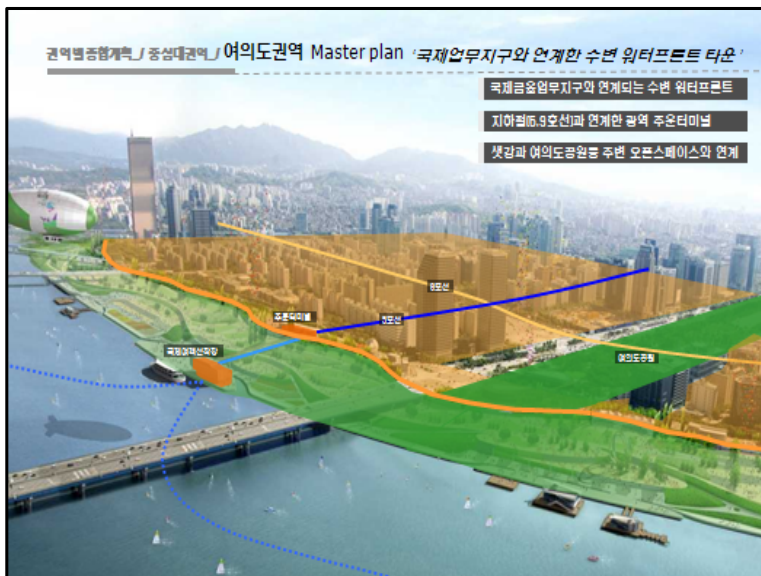 권역별종합계획_/ 중심대권역_/ 여의도권역 Master plan '국제업무지구와 연계한 수변 워터프론트 타운'
국제금융업무지구와 연계되는 수변 워터프론트
지하철(5,9호선)과 연계한 광역 주운터미널
샛강과 여의도공원등 주변 오픈스페이스와 연계
9호선
주운터미널
5호선
국제여객선착장
여의도공원